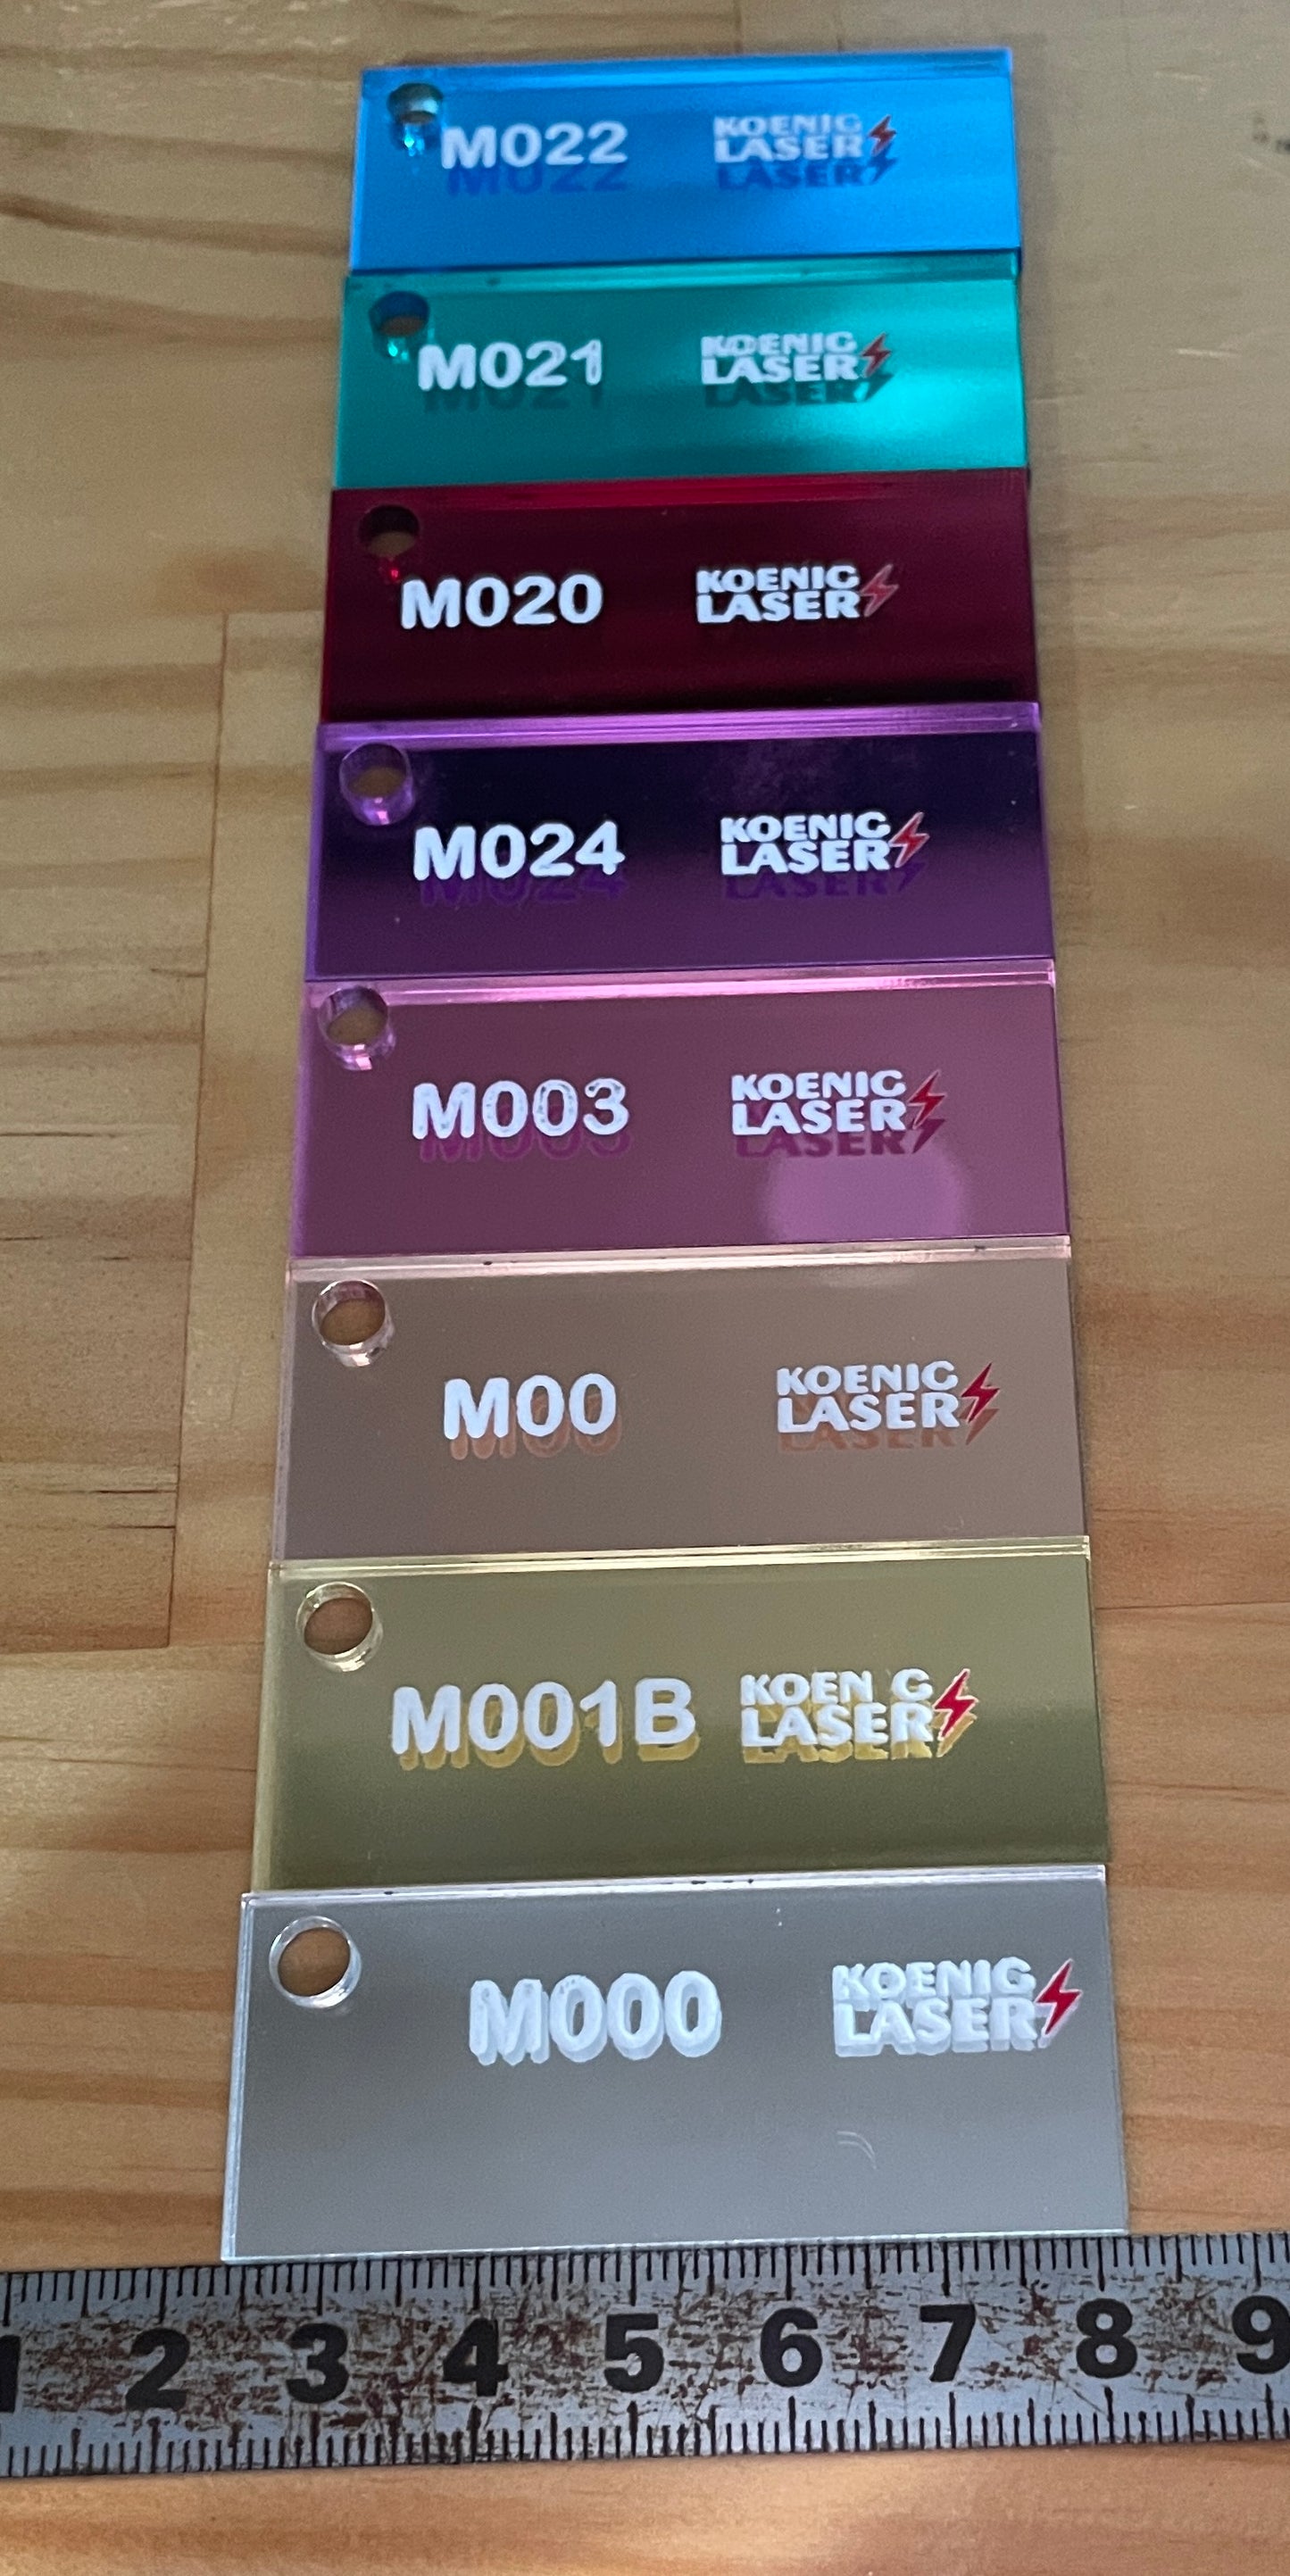 M022
KOENIG
LASER
M021
KOENIG
LASER
M020
KOENIG
LASER
M024
KOENIG
LASER
M003
KOENIG
LASER
M00
KOENIG
LASER
M001B
KOEN G
LASER
M000
KOENIG
LASER
1 2 3 4 5 6 7 8 9